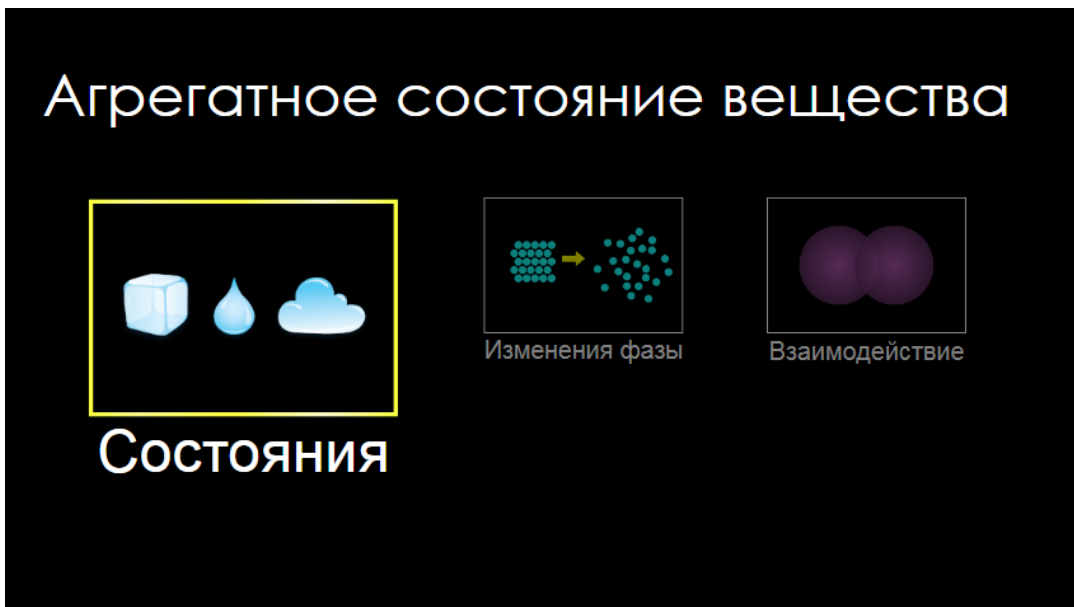 Агрегатное состояние вещества
Состояния
Изменения фазы
Взаимодействие